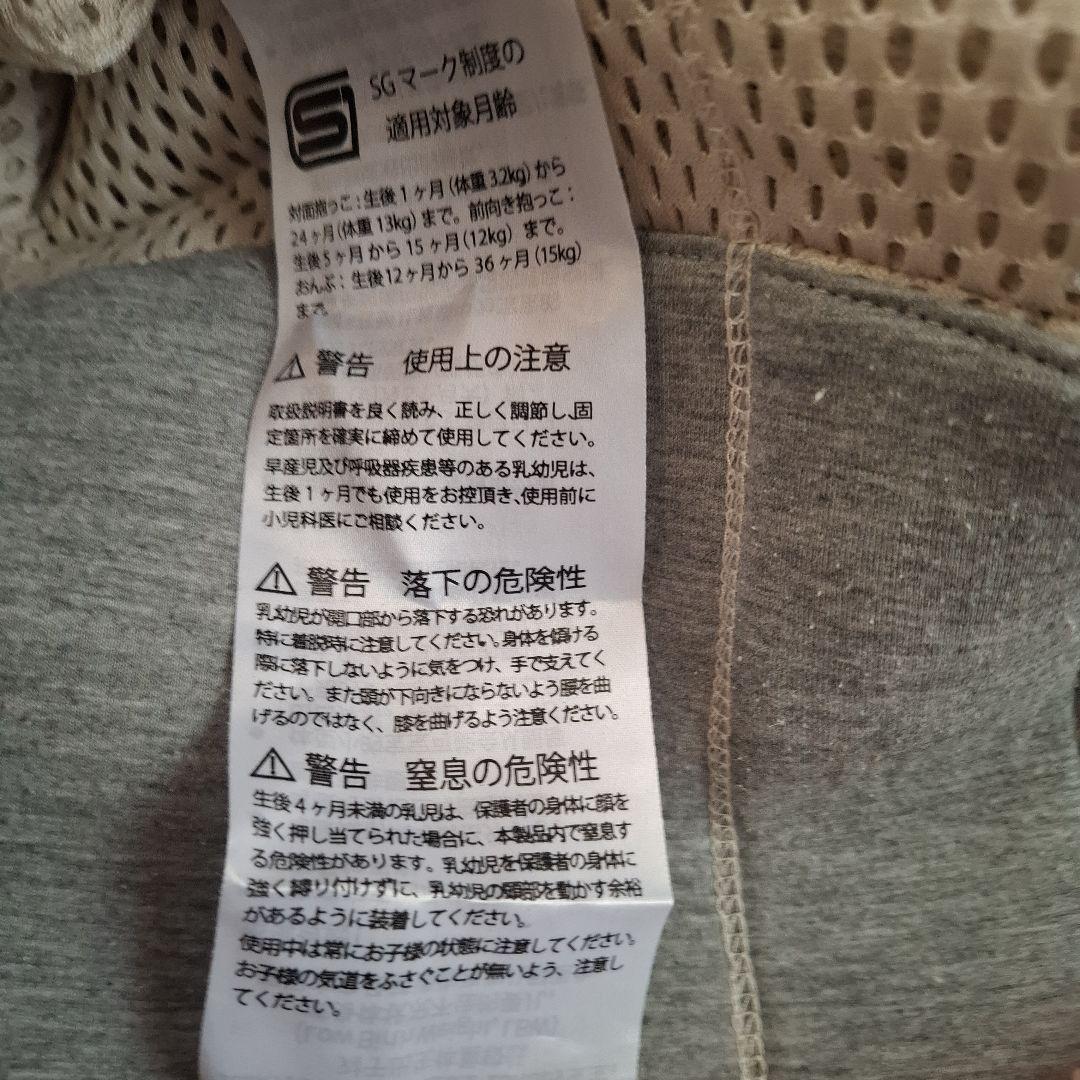 SGマーク制度の
適用対象月齢
対面抱っこ：生後1ヶ月(体重3.2kg)から
24ヶ月(体重13kg)まで。前向き抱っこ：
生後5ヶ月から15ヶ月(12kg)まで。
おんぶ：生後12ヶ月から36ヶ月(15kg)
まで。
⚠警告 使用上の注意
取扱説明書を良く読み、正しく調節し、固
定箇所を確実に締めて使用してください。
早産児及び呼吸器疾患等のある乳幼児は、
生後1ヶ月でも使用をお控頂き、使用前に
小児科医にご相談ください。
⚠警告 落下の危険性
乳幼児が開口部から落下する恐れがあります。
特に着脱時に注意してください。身体を傾ける
際に落下しないように気をつけ、手で支えてく
ださい。また頭が下向きにならないよう腰を曲
げるのではなく、膝を曲げるよう注意ください。
⚠警告 窒息の危険性
生後4ヶ月未満の乳児は、保護者の身体に顔を
強く押し当てられた場合に、本製品内で窒息す
る危険性があります。乳幼児を保護者の身体に
強く縛り付けずに、乳幼児の頭部を動かす余裕
があるように装着してください。
使用中は常にお子様の状態に注意してください。
お子様の気道をふさぐことが無いよう、注意し
てください。